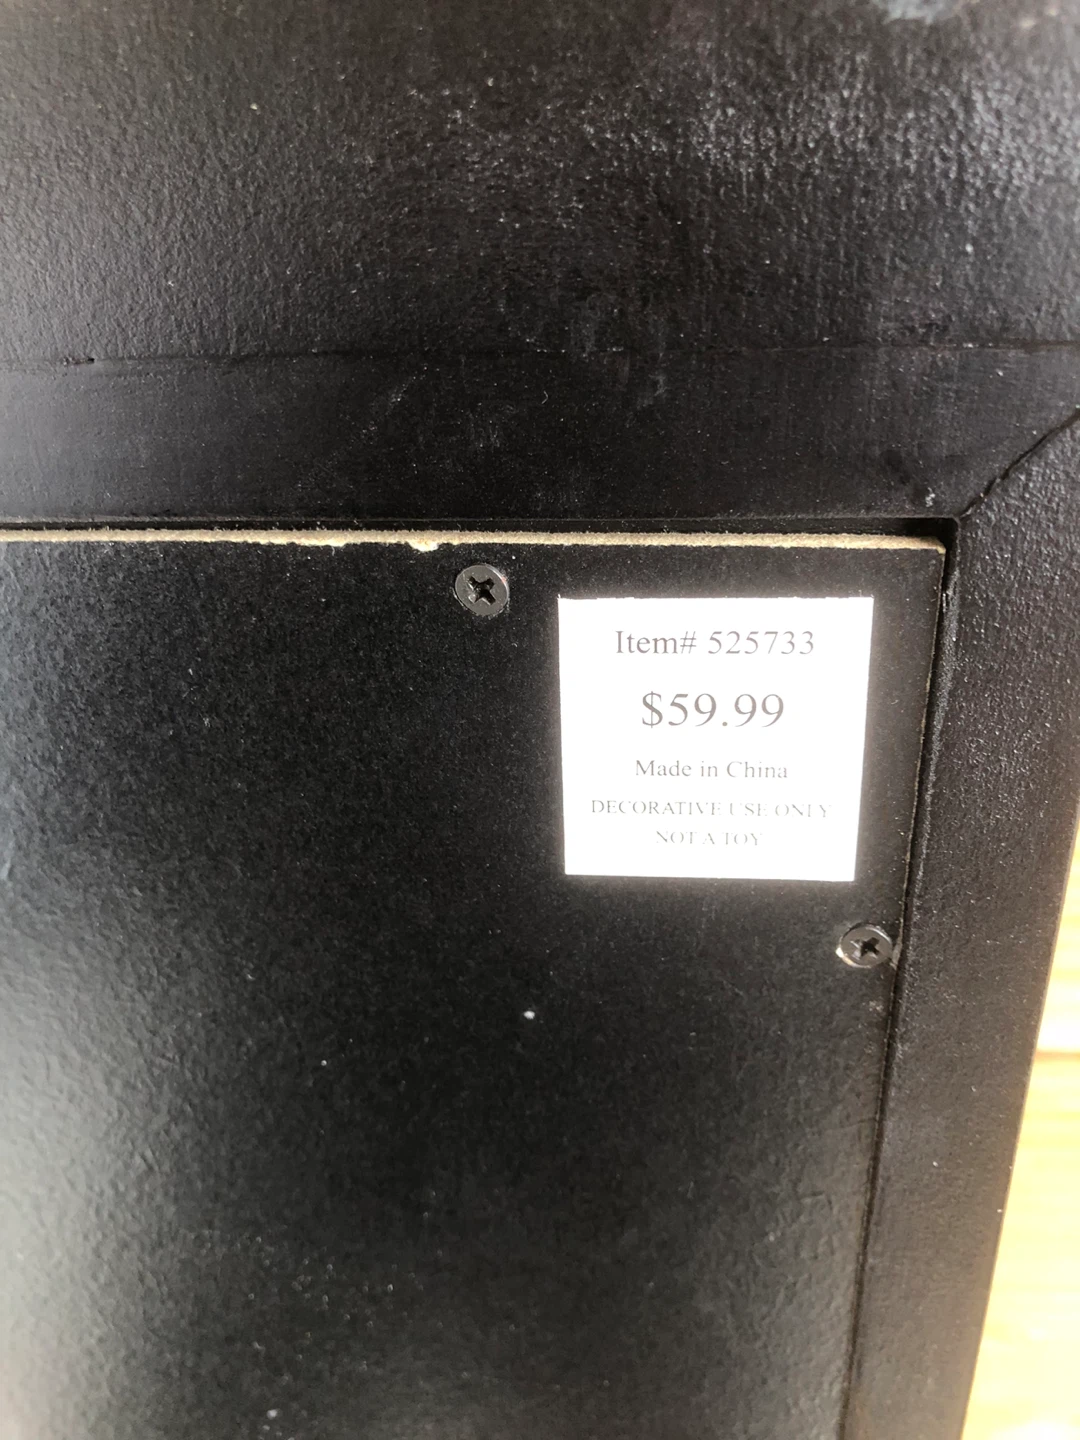 Item# 525733
$59.99
Made in China
DECORATIVE USE ONLY
NOT A TOY